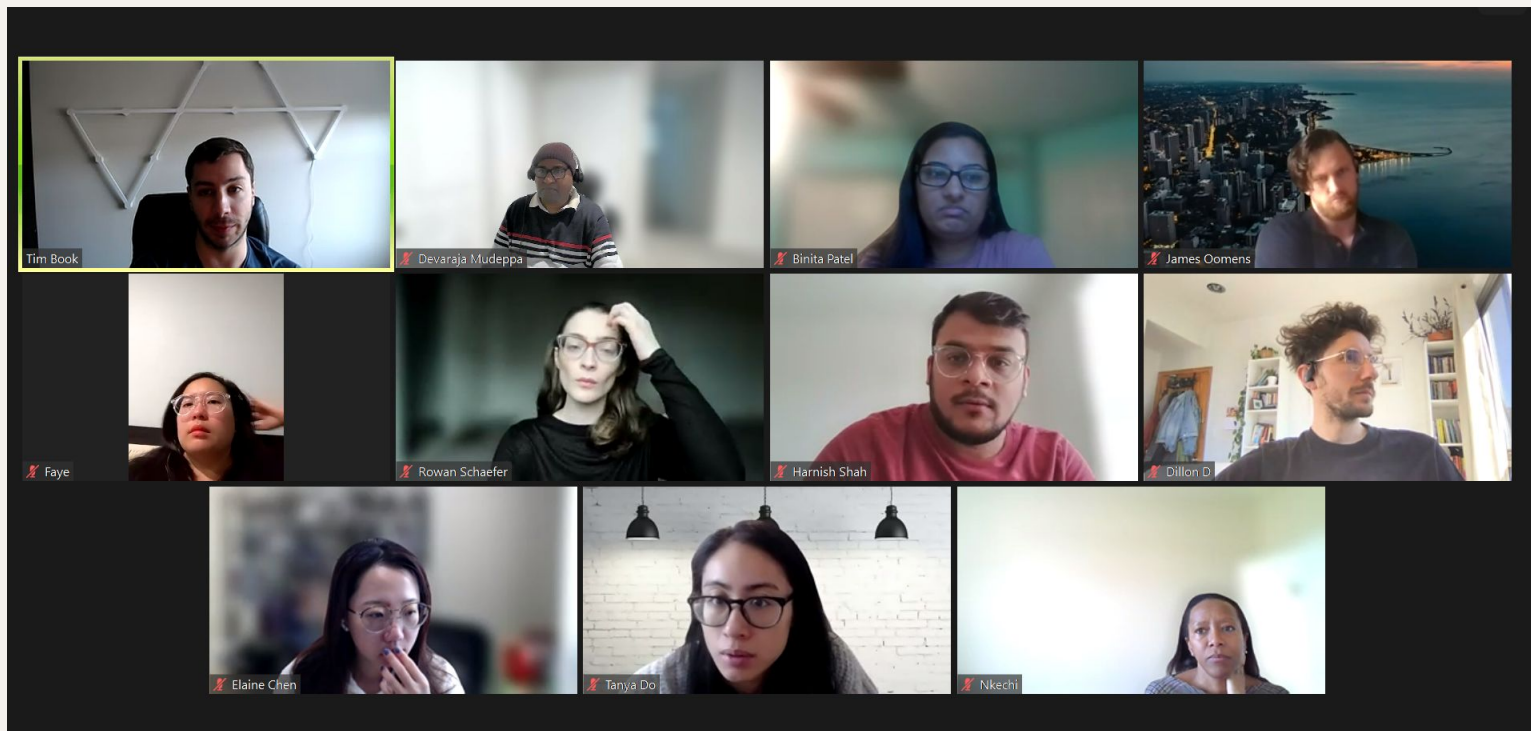 Tim Book
Devaraja Mudeppa
Binita Patel
James Oomens
Faye
Rowan Schaefer
Harnish Shah
Dillon D
Elaine Chen
Tanya Do
Nkechi